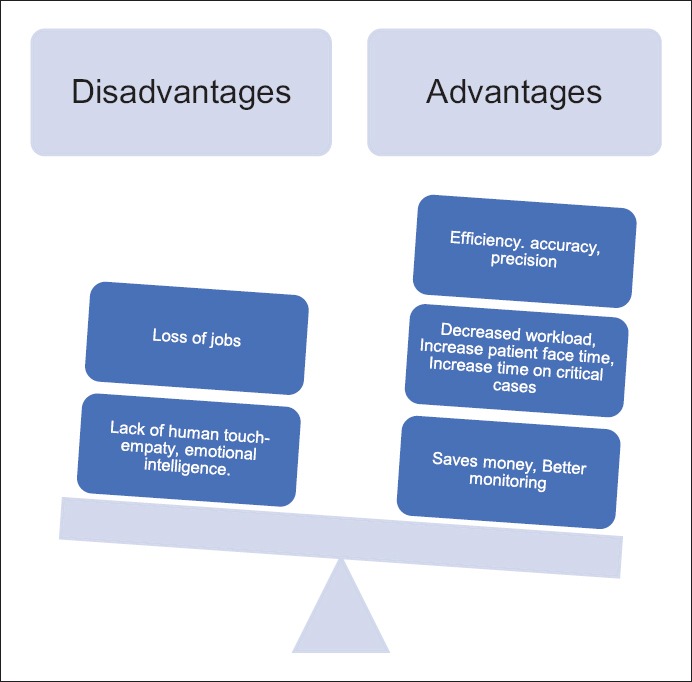 Disadvantages
Advantages
Efficiency. accuracy,
precision
Loss of jobs
Decreased workload,
Increase patient face time,
Increase time on critical
cases
Lack of human touch-
empaty, emotional
intelligence.
Saves money, Better
monitoring